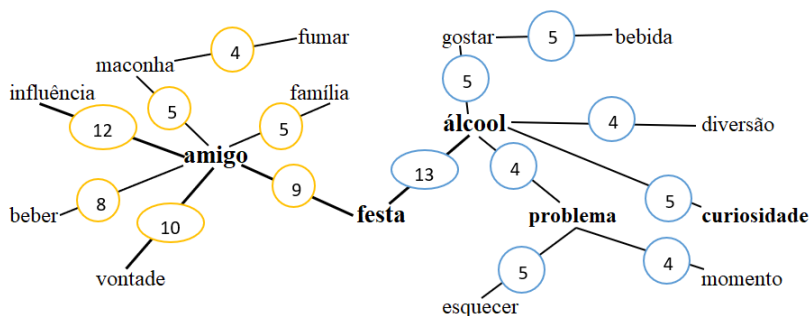 fumar
4
maconha
influência
5
família
12
5
amigo
9
beber
8
10
festa
vontade
gostar
5
bebida
5
álcool
4
diversão
13
4
5
problema
curiosidade
5
4
momento
esquecer